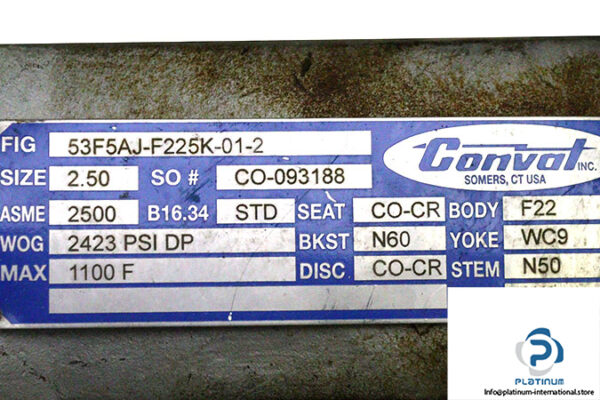 FIG 53F5AJ-F225K-01-2
Conval INC.
SOMERS, CT USA
SIZE 2.50 SO # CO-093188
ASME 2500 B16.34 STD SEAT CO-CR BODY F22
WOG 2423 PSI DP BKST N60 YOKE WC9
MAX 1100 F DISC CO-CR STEM N50
PLATINUM
info@platinum-international.store